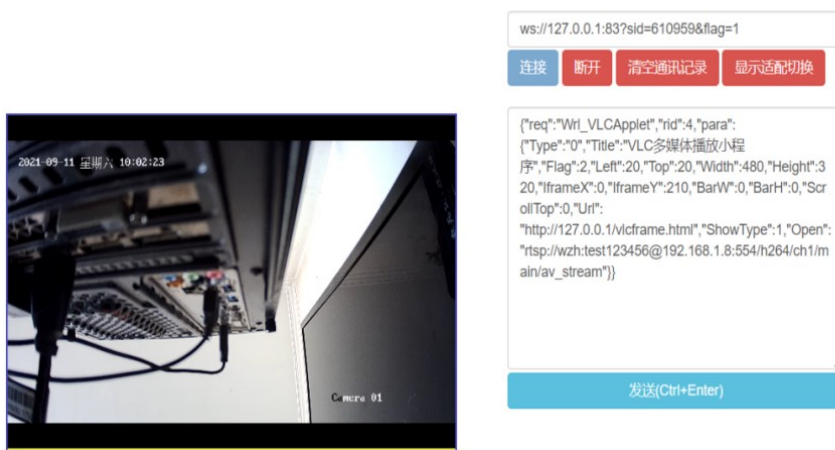 ws://127.0.0.1:83?sid=610959&flag=1
连接 断开 清空通讯记录 显示适配切换
{"req":"Wrl_VLCApplet","rid":4,"para":
{"Type":"0","Title":"VLC多媒体播放小程
序","Flag":2,"Left":20,"Top":20,"Width":480,"Height":3
20,"IframeX":0,"IframeY":210,"BarW":0,"BarH":0,"Scr
ollTop":0,"Url":
"http://127.0.0.1/vlcframe.html","ShowType":1,"Open":
"rtsp://wzh:test123456@192.168.1.8:554/h264/ch1/m
ain/av_stream"}}
发送(Ctrl+Enter)
2021-09-11 星期六 10:02:23
Camera 01